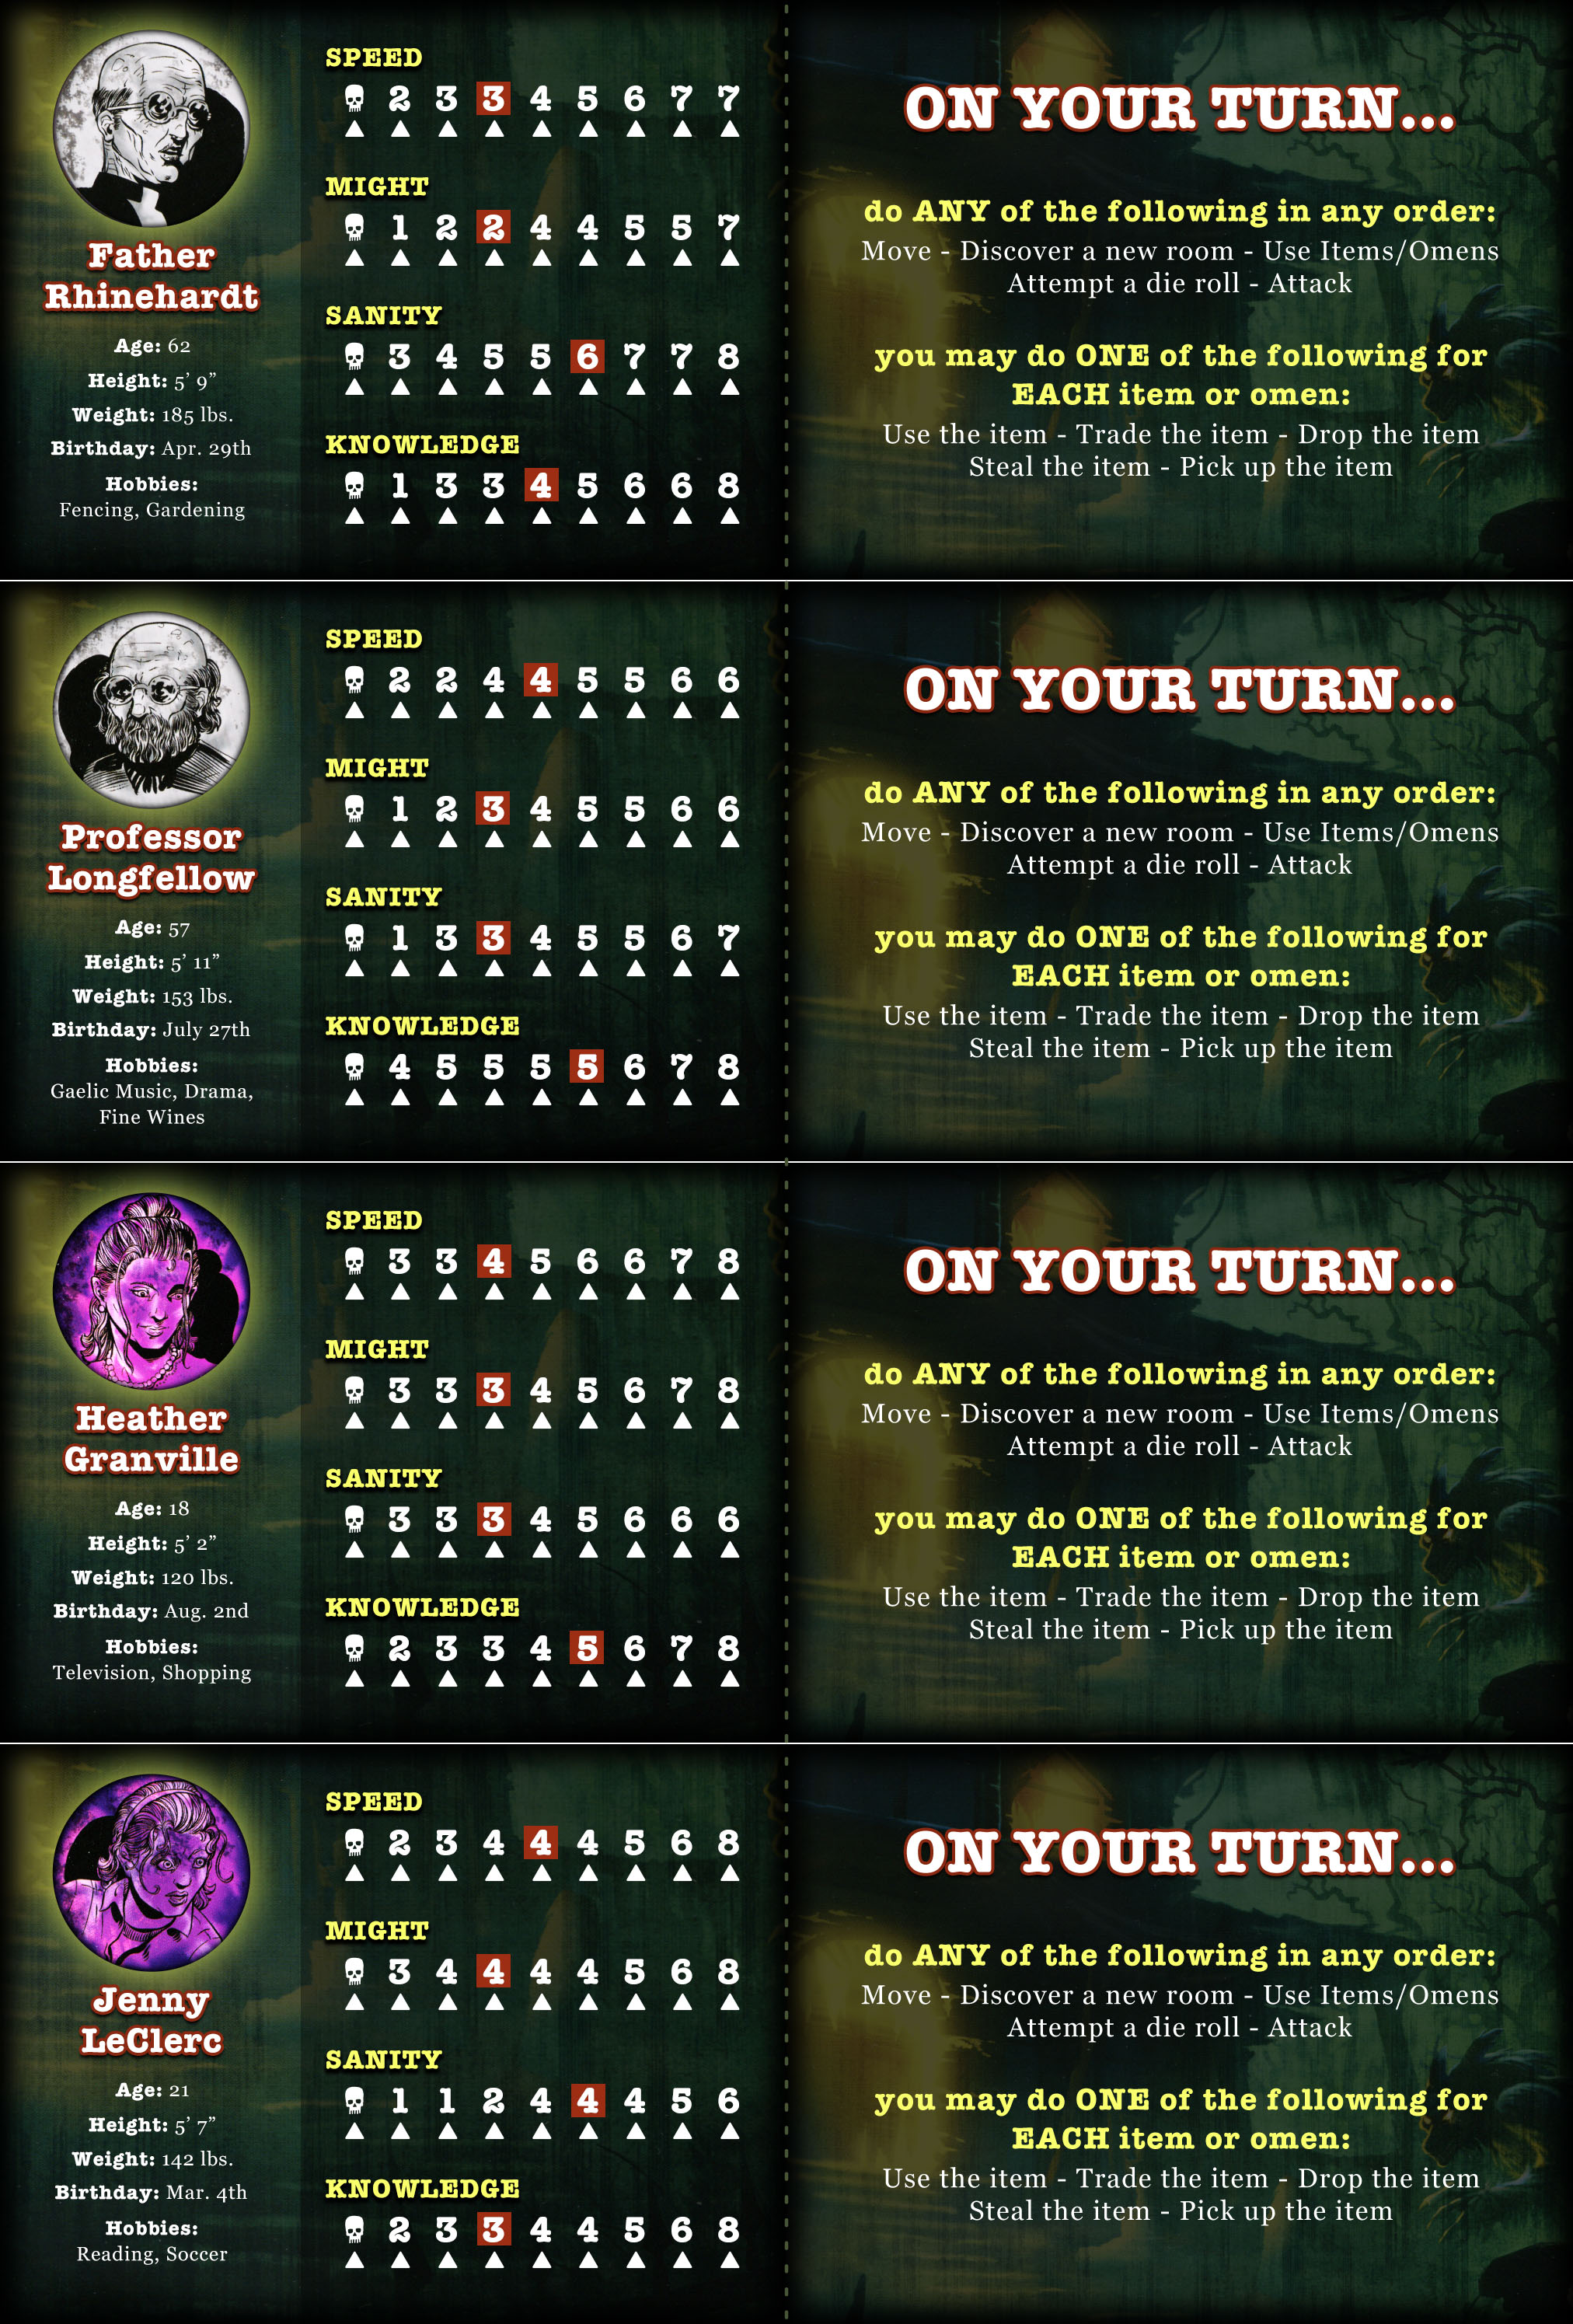 Father
Rhinehardt
Age: 62
Height: 5’ 9”
Weight: 185 lbs.
Birthday: Apr. 29th
Hobbies:
Fencing, Gardening
SPEED
2 3 3 4 5 6 7 7
MIGHT
1 2 2 4 4 5 5 7
SANITY
3 4 5 5 6 7 7 8
KNOWLEDGE
1 3 3 4 5 6 6 8
ON YOUR TURN...
do ANY of the following in any order:
Move - Discover a new room - Use Items/Omens
Attempt a die roll - Attack
you may do ONE of the following for
EACH item or omen:
Use the item - Trade the item - Drop the item
Steal the item - Pick up the item
Professor
Longfellow
Age: 57
Height: 5’ 11”
Weight: 153 lbs.
Birthday: July 27th
Hobbies:
Gaelic Music, Drama,
Fine Wines
SPEED
2 2 4 4 5 5 6 6
MIGHT
1 2 3 4 5 5 6 6
SANITY
1 3 3 4 5 5 6 7
KNOWLEDGE
4 5 5 5 5 6 7 8
ON YOUR TURN...
do ANY of the following in any order:
Move - Discover a new room - Use Items/Omens
Attempt a die roll - Attack
you may do ONE of the following for
EACH item or omen:
Use the item - Trade the item - Drop the item
Steal the item - Pick up the item
Heather
Granville
Age: 18
Height: 5’ 2”
Weight: 120 lbs.
Birthday: Aug. 2nd
Hobbies:
Television, Shopping
SPEED
3 3 4 5 6 6 7 8
MIGHT
3 3 3 4 5 6 7 8
SANITY
3 3 3 4 5 6 6 6
KNOWLEDGE
2 3 3 4 5 6 7 8
ON YOUR TURN...
do ANY of the following in any order:
Move - Discover a new room - Use Items/Omens
Attempt a die roll - Attack
you may do ONE of the following for
EACH item or omen:
Use the item - Trade the item - Drop the item
Steal the item - Pick up the item
Jenny
LeClerc
Age: 21
Height: 5’ 7”
Weight: 142 lbs.
Birthday: Mar. 4th
Hobbies:
Reading, Soccer
SPEED
2 3 4 4 4 5 6 8
MIGHT
3 4 4 4 4 5 6 8
SANITY
1 1 2 4 4 4 5 6
KNOWLEDGE
2 3 3 4 4 5 6 8
ON YOUR TURN...
do ANY of the following in any order:
Move - Discover a new room - Use Items/Omens
Attempt a die roll - Attack
you may do ONE of the following for
EACH item or omen:
Use the item - Trade the item - Drop the item
Steal the item - Pick up the item